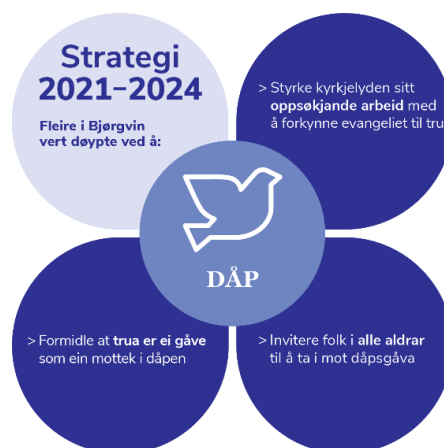 Strategi
2021–2024
Fleire i Bjørgvin
vert døypte ved å:
> Styrke kyrkjelyden sitt
oppsøkjande arbeid med
å forkynne evangeliet til tru
DÅP
> Formidle at trua er ei gåve
som ein mottek i dåpen
> Invitere folk i alle aldrar
til å ta i mot dåpsgåva